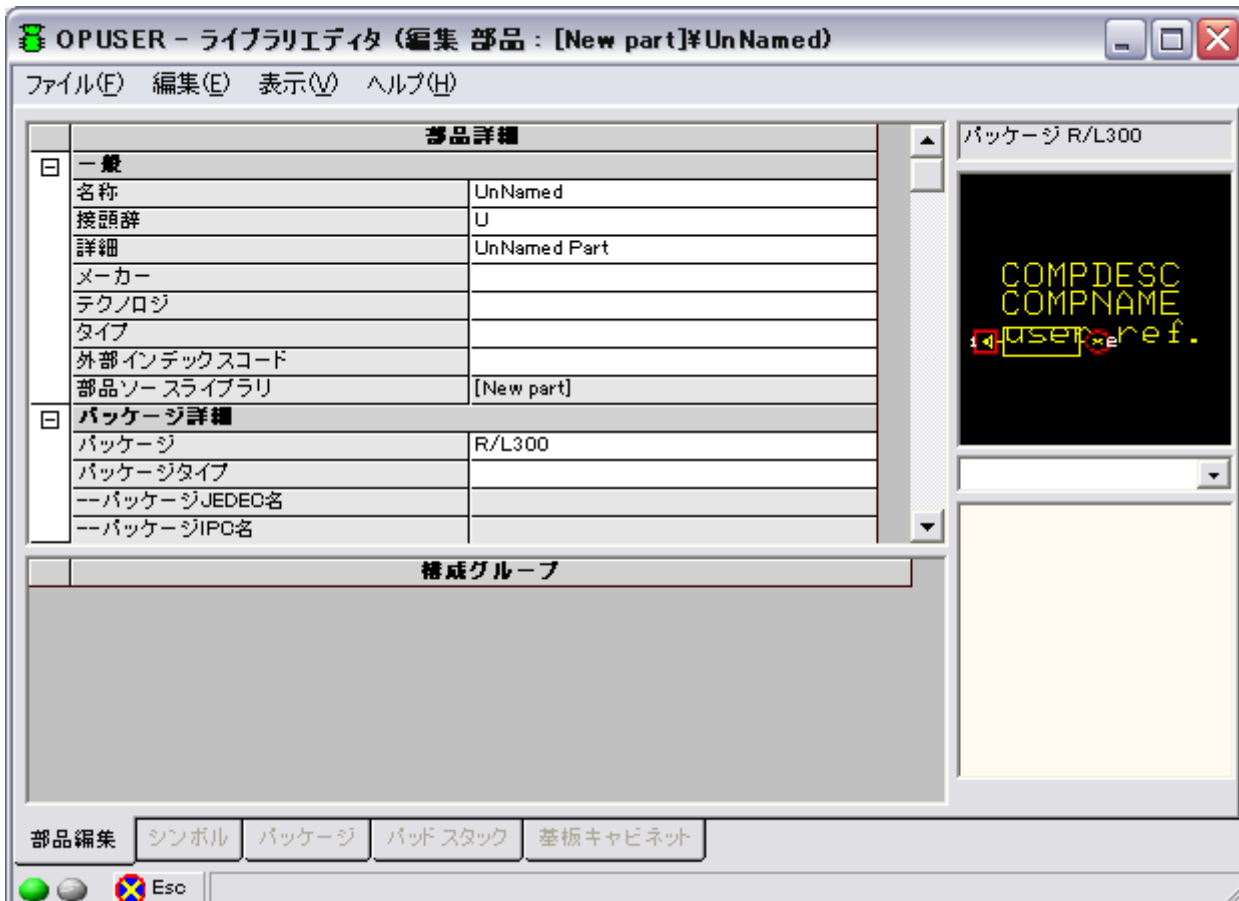 OPUSER - ライブラリエディタ (編集 部品 : [New part]¥UnNamed)
ファイル(F) 編集(E) 表示(V) ヘルプ(H)
部品詳細
一般
名称 UnNamed
接頭辞 U
詳細 UnNamed Part
メーカー
テクノロジ
タイプ
外部インデックスコード
部品ソースライブラリ [New part]
パッケージ詳細
パッケージ R/L300
パッケージタイプ
--パッケージJEDEC名
--パッケージIPC名
構成グループ
パッケージ R/L300
COMPDESC
COMPNAME
user ref.
部品編集 シンボル パッケージ パッドスタック 基板キャビネット
Esc